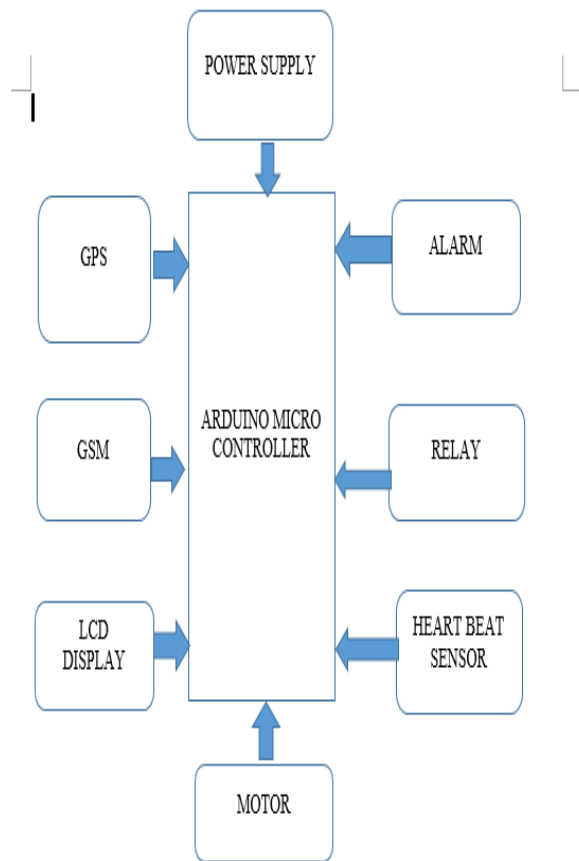 POWER SUPPLY
GPS
ALARM
ARDUINO MICRO
CONTROLLER
GSM
RELAY
LCD
DISPLAY
HEART BEAT
SENSOR
MOTOR